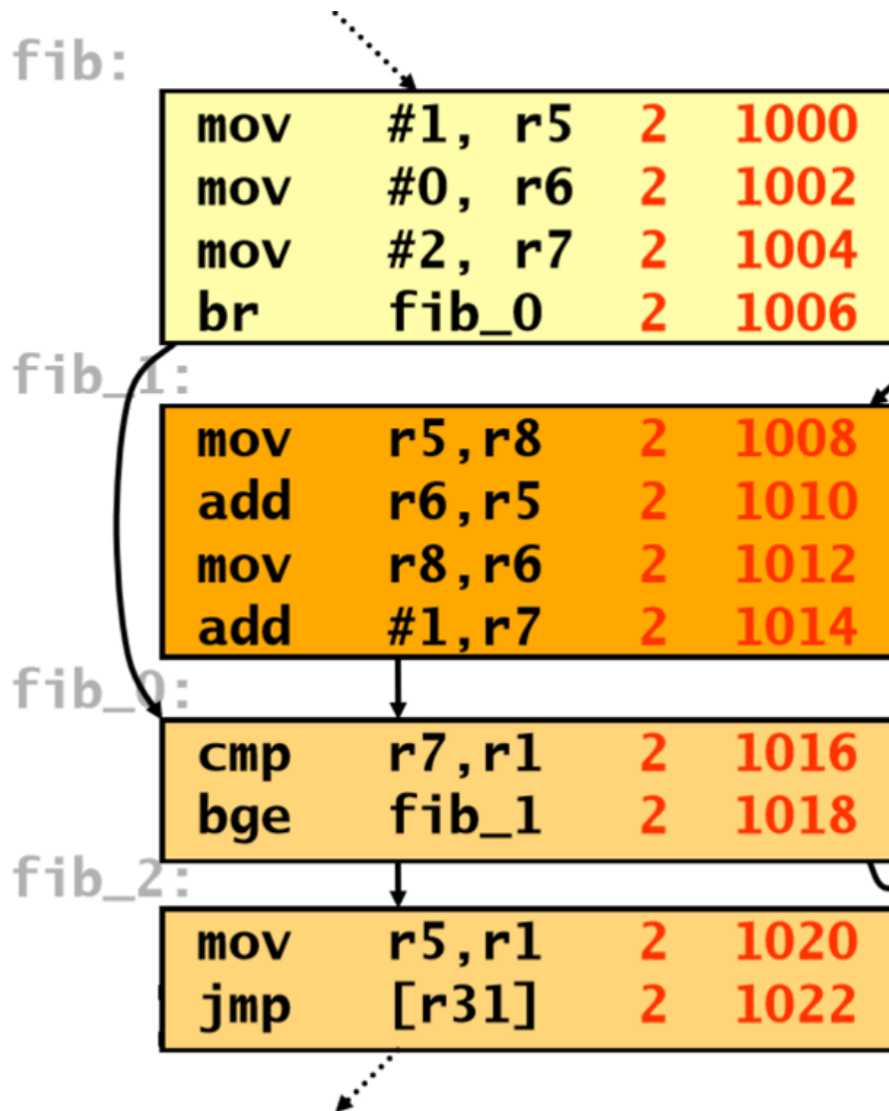 fib:
mov #1, r5 2 1000
mov #0, r6 2 1002
mov #2, r7 2 1004
br fib_0 2 1006
fib_1:
mov r5,r8 2 1008
add r6,r5 2 1010
mov r8,r6 2 1012
add #1,r7 2 1014
fib_0:
cmp r7,r1 2 1016
bge fib_1 2 1018
fib_2:
mov r5,r1 2 1020
jmp [r31] 2 1022